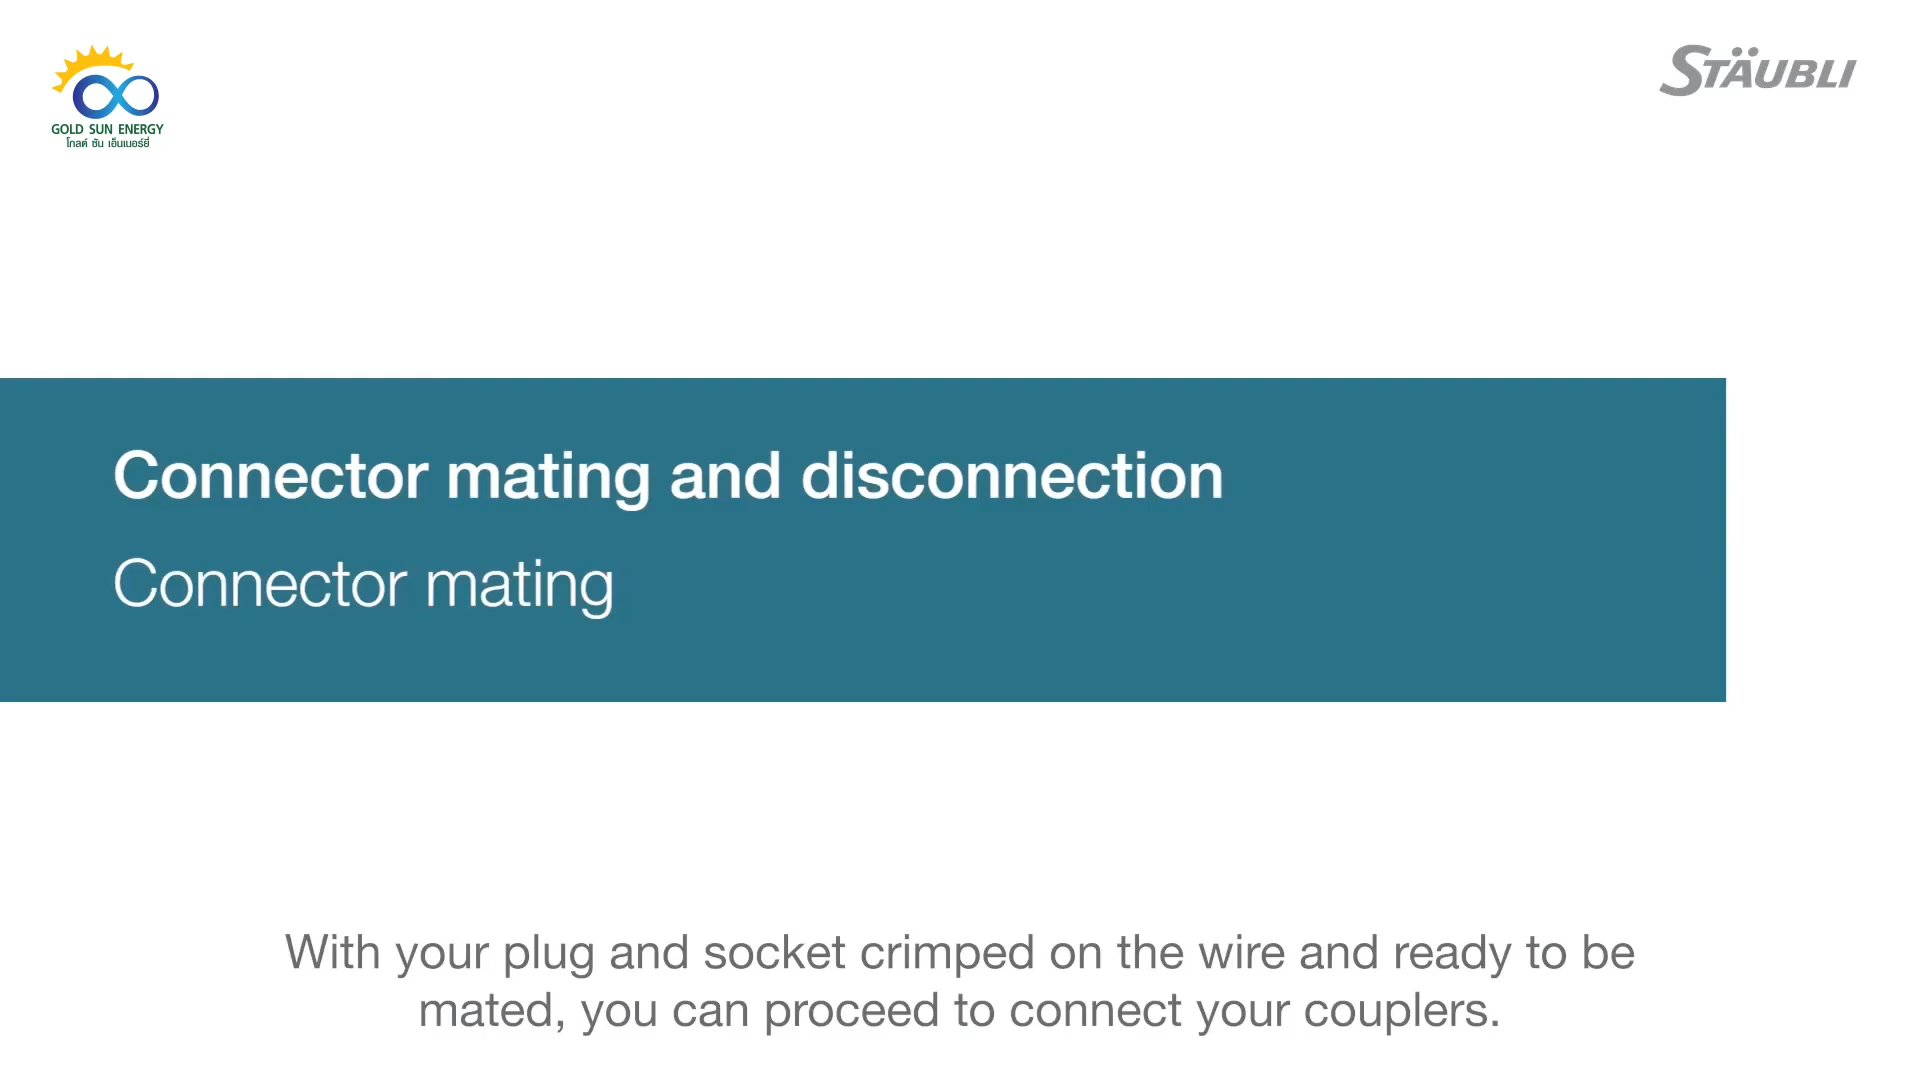 GOLD SUN ENERGY
โกลด์ ซัน เอ็นเนอร์ยี่
STÄUBLI
Connector mating and disconnection
Connector mating
With your plug and socket crimped on the wire and ready to be
mated, you can proceed to connect your couplers.